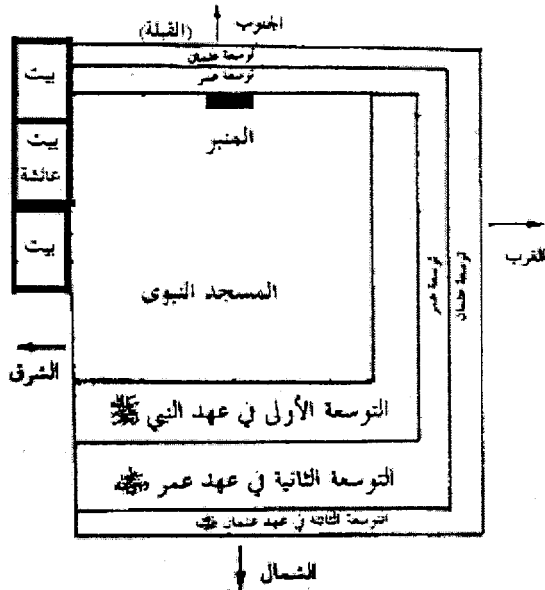 الجنوب
(القبلة)
توسعة عثمان
توسعة عمر
بيت
المنبر
بيت
عائشة
بيت
الغرب
توسعة عمر
توسعة عثمان
المسجد النبوى
الشرق
التوسعة الأولى في عهد النبي ﷺ
التوسعة الثانية في عهد عمر
التوسعة الثالثة في عهد عثمان
الشمال